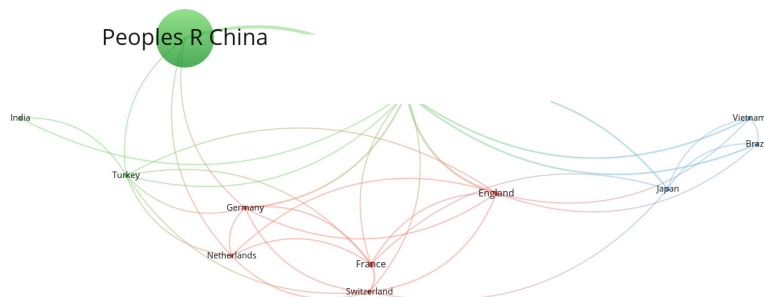 Peoples R China
India
Vietnam
Braz
Turkey
Japan
England
Germany
Netherlands
France
Switzerland